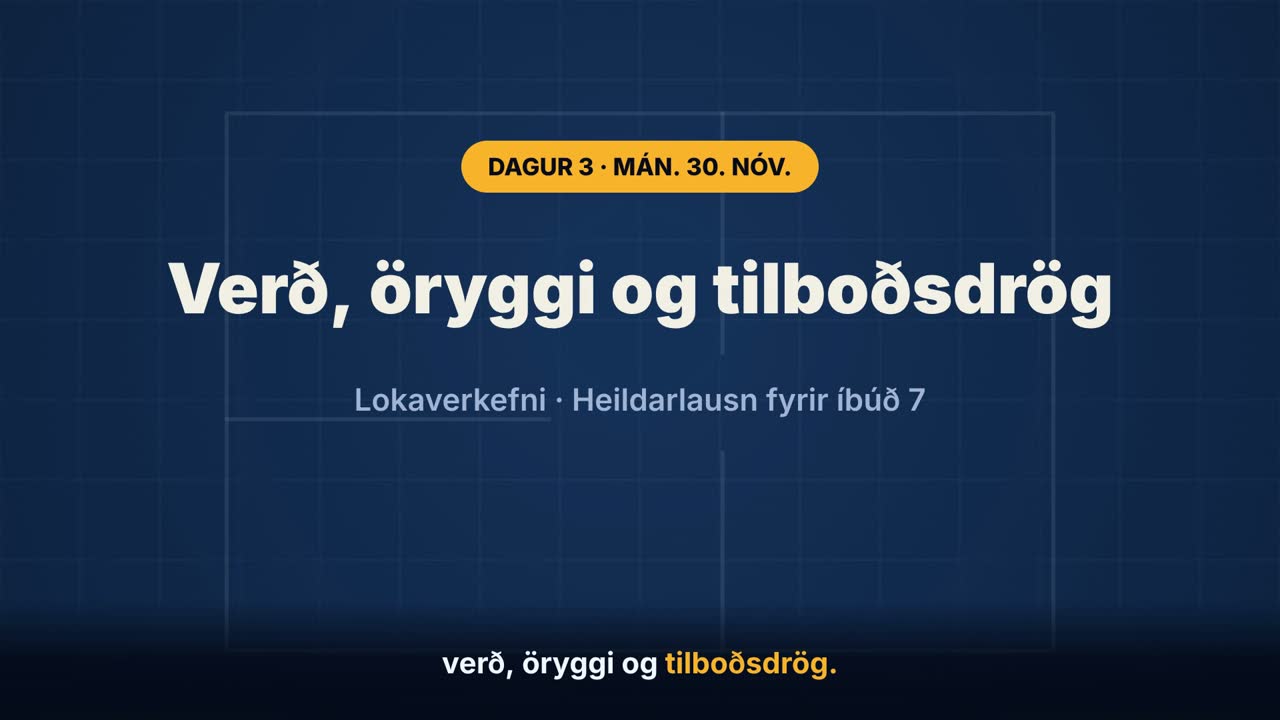 DAGUR 3 · MÁN. 30. NÓV.
Verð, öryggi og tilboðsdrög
Lokaverkefni · Heildarlausn fyrir íbúð 7
verð, öryggi og tilboðsdrög.